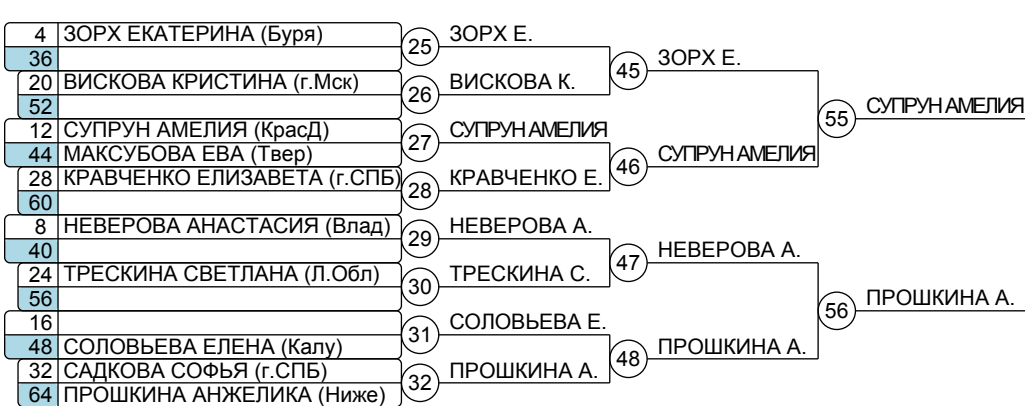 4 ЗОРХ ЕКАТЕРИНА (Буря)
36
25
ЗОРХ Е.
20 ВИСКОВА КРИСТИНА (г.Мск)
52
26
ВИСКОВА К.
45
ЗОРХ Е.
12 СУПРУН АМЕЛИЯ (КрасД)
44 МАКСУБОВА ЕВА (Твер)
27
СУПРУН АМЕЛИЯ
28 КРАВЧЕНКО ЕЛИЗАВЕТА (г.СПБ)
60
28
КРАВЧЕНКО Е.
46
СУПРУН АМЕЛИЯ
55
СУПРУН АМЕЛИЯ
8 НЕВЕРОВА АНАСТАСИЯ (Влад)
40
29
НЕВЕРОВА А.
24 ТРЕСКИНА СВЕТЛАНА (Л.Обл)
56
30
ТРЕСКИНА С.
47
НЕВЕРОВА А.
16
48 СОЛОВЬЕВА ЕЛЕНА (Калу)
31
СОЛОВЬЕВА Е.
32 САДКОВА СОФЬЯ (г.СПБ)
64 ПРОШКИНА АНЖЕЛИКА (Ниже)
32
ПРОШКИНА А.
48
ПРОШКИНА А.
56
ПРОШКИНА А.